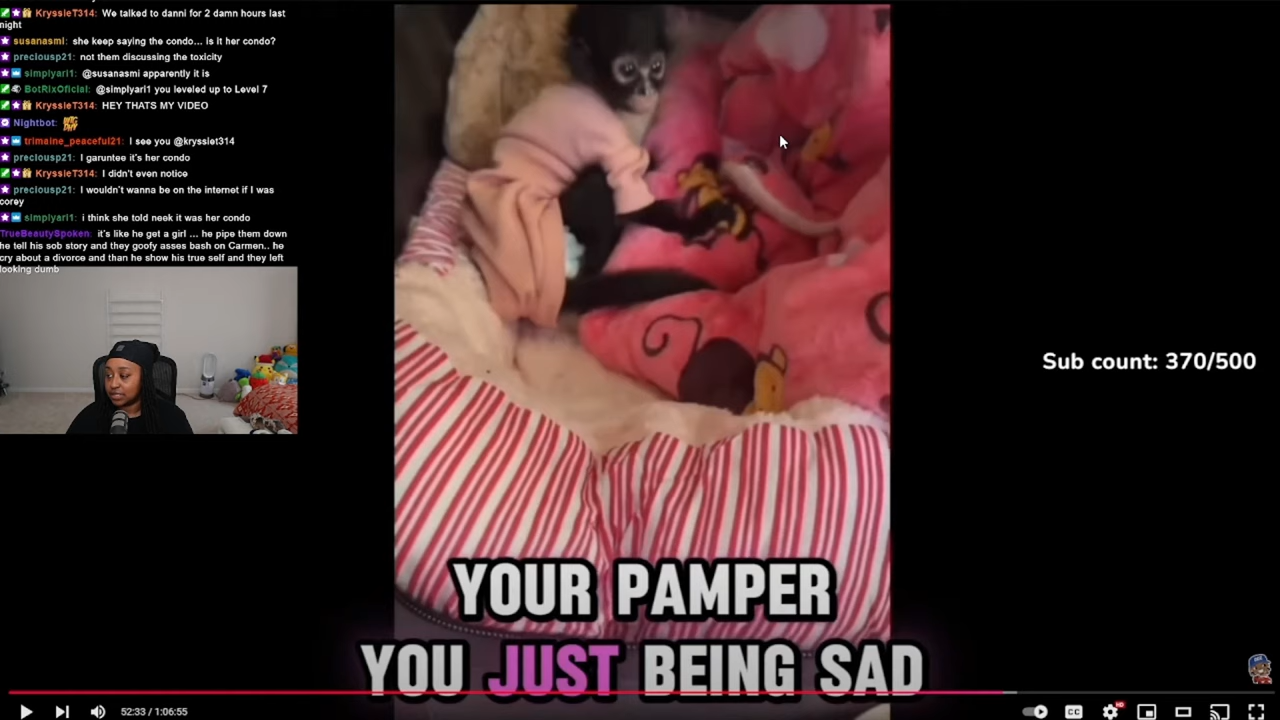 KryssieT314: We talked to danni for 2 damn hours last
night
susanasmi: she keep saying the condo... is it her condo?
preciousp21: not them discussing the toxicity
simplyari1: @susanasmi apparently it is
BotRixOficial: @simplyari1 you leveled up to Level 7
KryssieT314: HEY THATS MY VIDEO
Nightbot:
trimaine_peaceful21: I see you @kryssiet314
preciousp21: I garuntee it's her condo
KryssieT314: I didn't even notice
preciousp21: I wouldn't wanna be on the internet if I was
corey
simplyari1: i think she told neek it was her condo
TrueBeautySpoken: it's like he get a girl ... he pipe them down
he tell his sob story and they goofy asses bash on Carmen.. he
cry about a divorce and than he show his true self and they left
looking dumb
Sub count: 370/500
YOUR PAMPER
YOU JUST BEING SAD
52:33 / 1:06:55
CC
HD